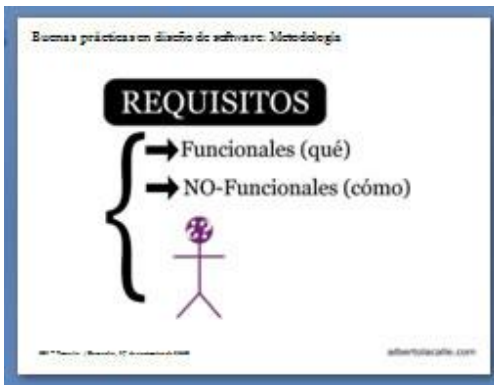 Buenas prácticas en diseño de software: Metodología
REQUISITOS
Funcionales (qué)
NO-Funcionales (cómo)
albertolacalle.com